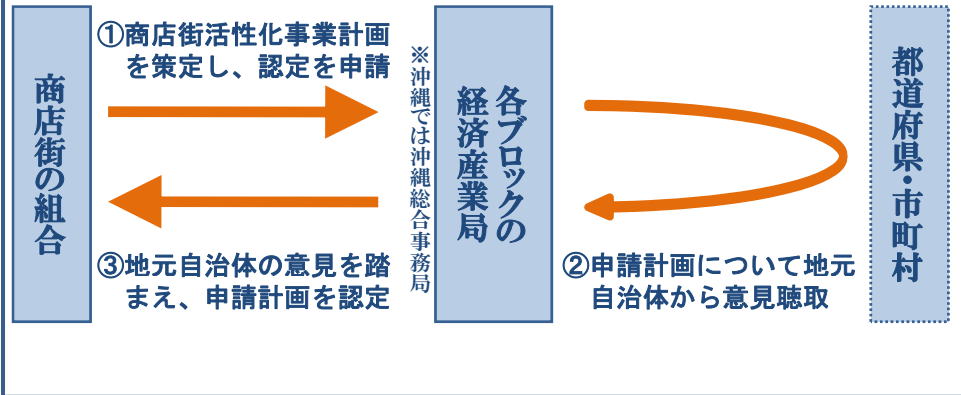 商店街の組合
①商店街活性化事業計画
を策定し、認定を申請
③地元自治体の意見を踏
まえ、申請計画を認定
※沖縄では沖縄総合事務局
各ブロックの
経済産業局
②申請計画について地元
自治体から意見聴取
都道府県・市町村